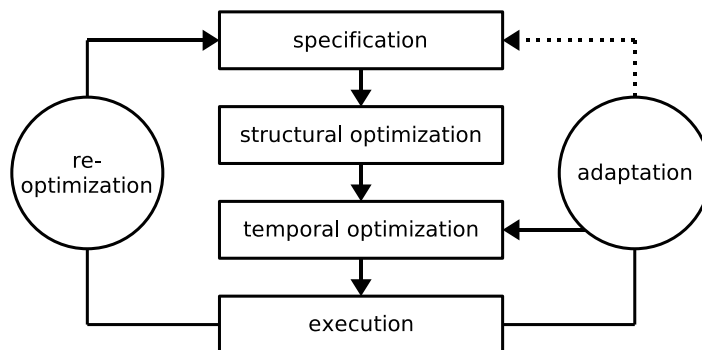 specification
structural optimization
re-
optimization
adaptation
temporal optimization
execution